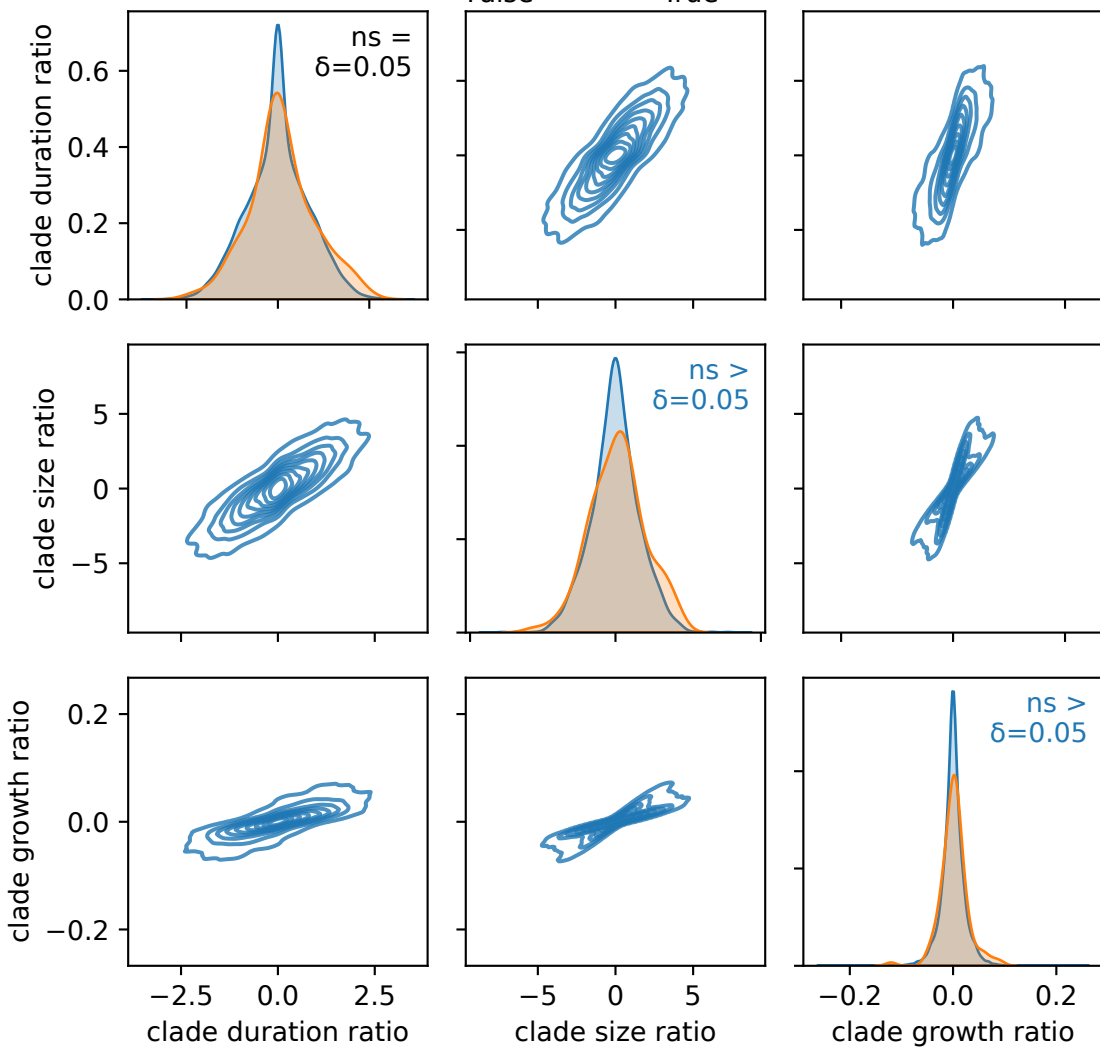 clade duration ratio
0.6
0.4
0.2
0.0
ns =
δ=0.05
clade size ratio
5
0
−5
ns >
δ=0.05
clade growth ratio
0.2
0.0
−0.2
ns >
δ=0.05
−2.5 0.0 2.5
clade duration ratio
−5 0 5
clade size ratio
−0.2 0.0 0.2
clade growth ratio